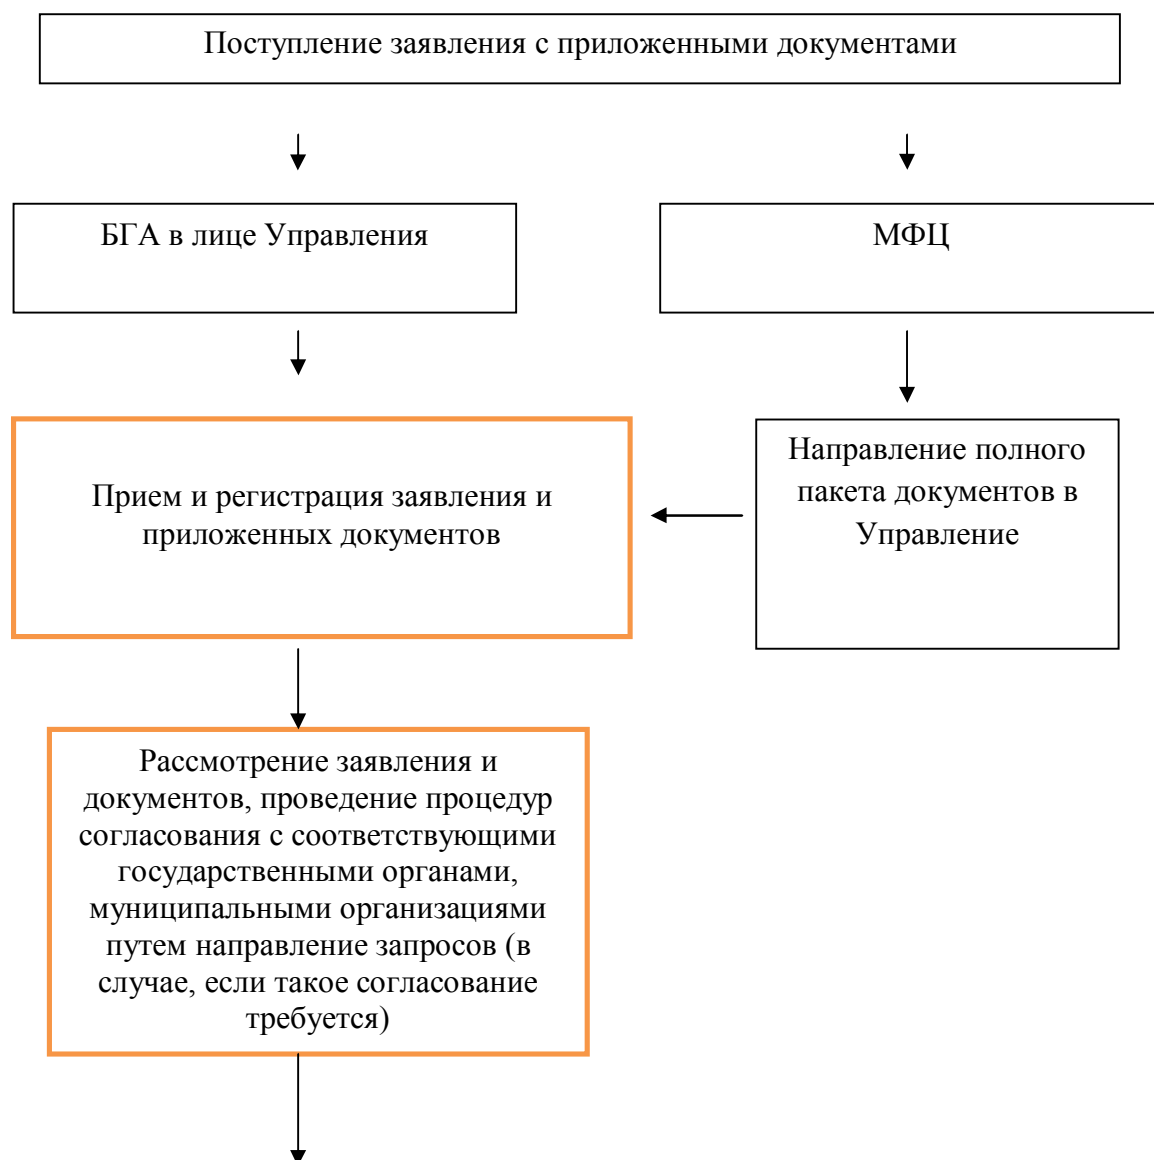 Поступление заявления с приложенными документами
БГА в лице Управления
МФЦ
Прием и регистрация заявления и
приложенных документов
Направление полного
пакета документов в
Управление
Рассмотрение заявления и
документов, проведение процедур
согласования с соответствующими
государственными органами,
муниципальными организациями
путем направление запросов (в
случае, если такое согласование
требуется)